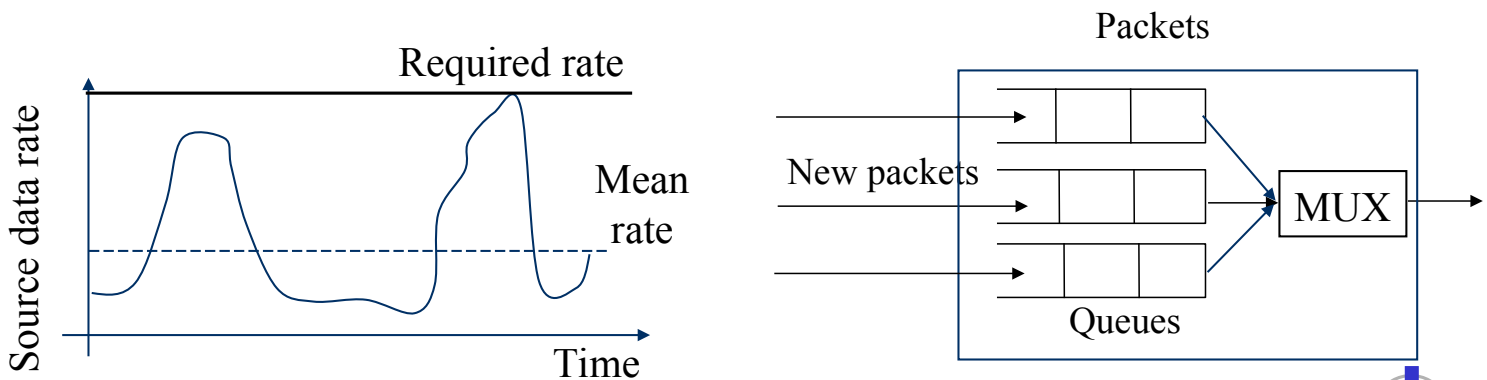 Source data rate
Required rate
Mean
rate
Time
Packets
New packets
MUX
Queues